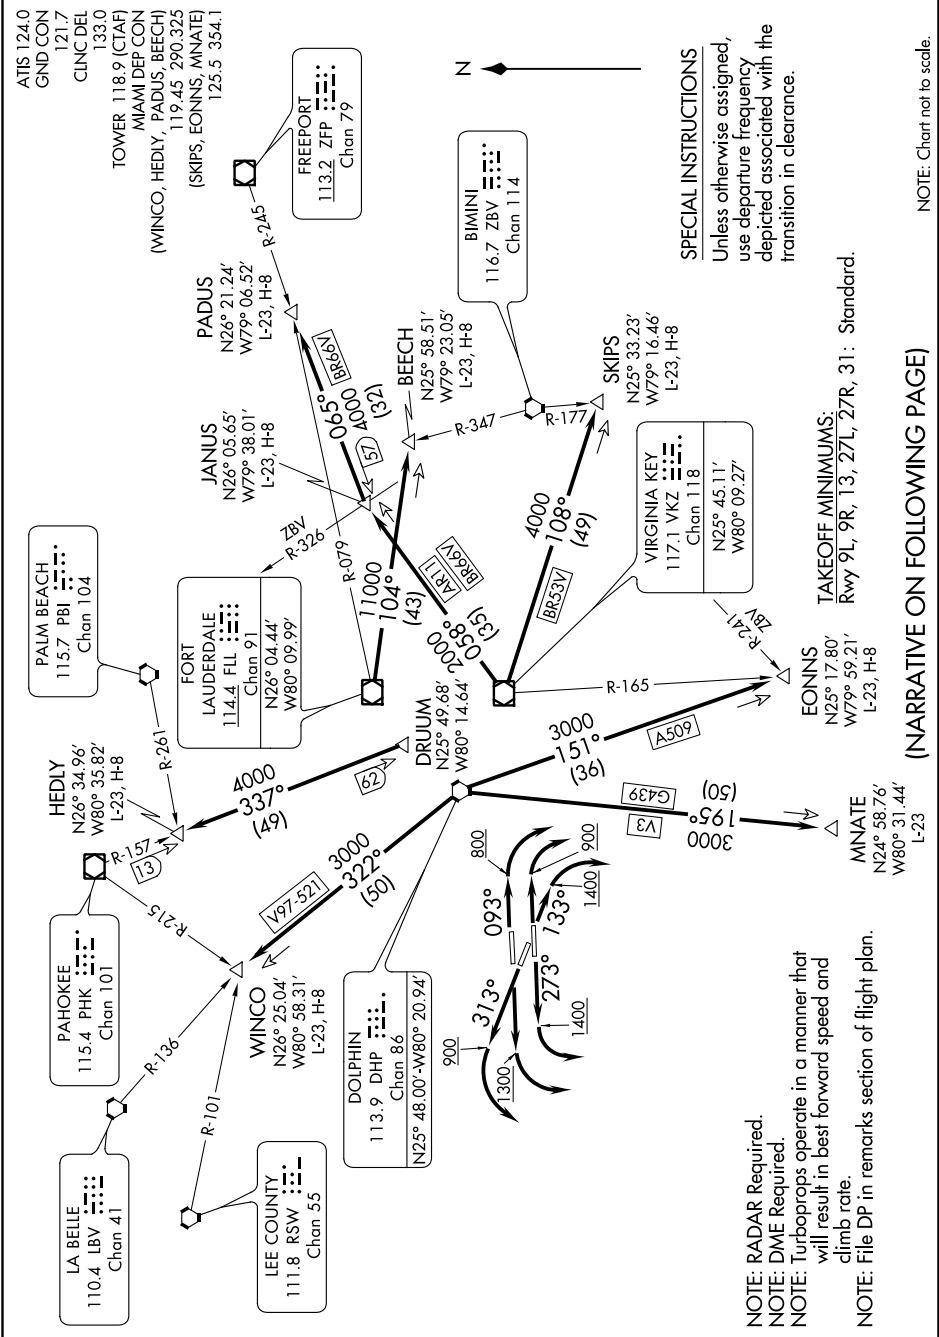 ATIS 124.0
GND CON
121.7
CLNC DEL
133.0
TOWER 118.9 (CTAF)
MIAMI DEP CON
(WINCO, HEDLY, PADUS, BEECH)
119.45 290.325
(SKIPS, EONNS, MNATE)
125.5 354.1
LA BELLE
110.4 LBV
Chan 41
LEE COUNTY
111.8 RSW
Chan 55
PAHOKEE
115.4 PHK
Chan 101
PALM BEACH
115.7 PBI
Chan 104
FORT
LAUDERDALE
114.4 FLL
Chan 91
N26° 04.44'
W80° 09.99'
FREEPORT
113.2 ZFP
Chan 79
BIMINI
116.7 ZBV
Chan 114
VIRGINIA KEY
117.1 VKZ
Chan 118
N25° 45.11'
W80° 09.27'
DOLPHIN
113.9 DHP
Chan 86
N25° 48.00'-W80° 20.94'
HEDLY
N26° 34.96'
W80° 35.82'
L-23, H-8
WINCO
N26° 25.04'
W80° 58.31'
L-23, H-8
JANUS
N26° 05.65'
W79° 38.01'
L-23, H-8
PADUS
N26° 21.24'
W79° 06.52'
L-23, H-8
BEECH
N25° 58.51'
W79° 23.05'
L-23, H-8
SKIPS
N25° 33.23'
W79° 16.46'
L-23, H-8
DRUUM
N25° 49.68'
W80° 14.64'
EONNS
N25° 17.80'
W79° 59.21'
L-23, H-8
MNATE
N24° 58.76'
W80° 31.44'
L-23
R-136
R-101
R-215
R-157
13
R-261
R-245
R-079
ZBV
R-326
R-347
R-177
R-165
R-241
ZBV
V97-521
3000
322°
(50)
4000
337°
(49)
62
11000
104°
(43)
2000
058°
(35)
AR11
BR66V
57
065°
4000
(32)
BR66V
4000
108°
(49)
BR53V
3000
151°
(36)
A509
G439
V3
3000
195°
(50)
N
800
900
1400
093°
133°
313°
273°
900
1300
1400
SPECIAL INSTRUCTIONS
Unless otherwise assigned,
use departure frequency
depicted associated with the
transition in clearance.
TAKEOFF MINIMUMS:
Rwy 9L, 9R, 13, 27L, 27R, 31: Standard.
NOTE: RADAR Required.
NOTE: DME Required.
NOTE: Turboprops operate in a manner that
will result in best forward speed and
climb rate.
NOTE: File DP in remarks section of flight plan.
(NARRATIVE ON FOLLOWING PAGE)
NOTE: Chart not to scale.